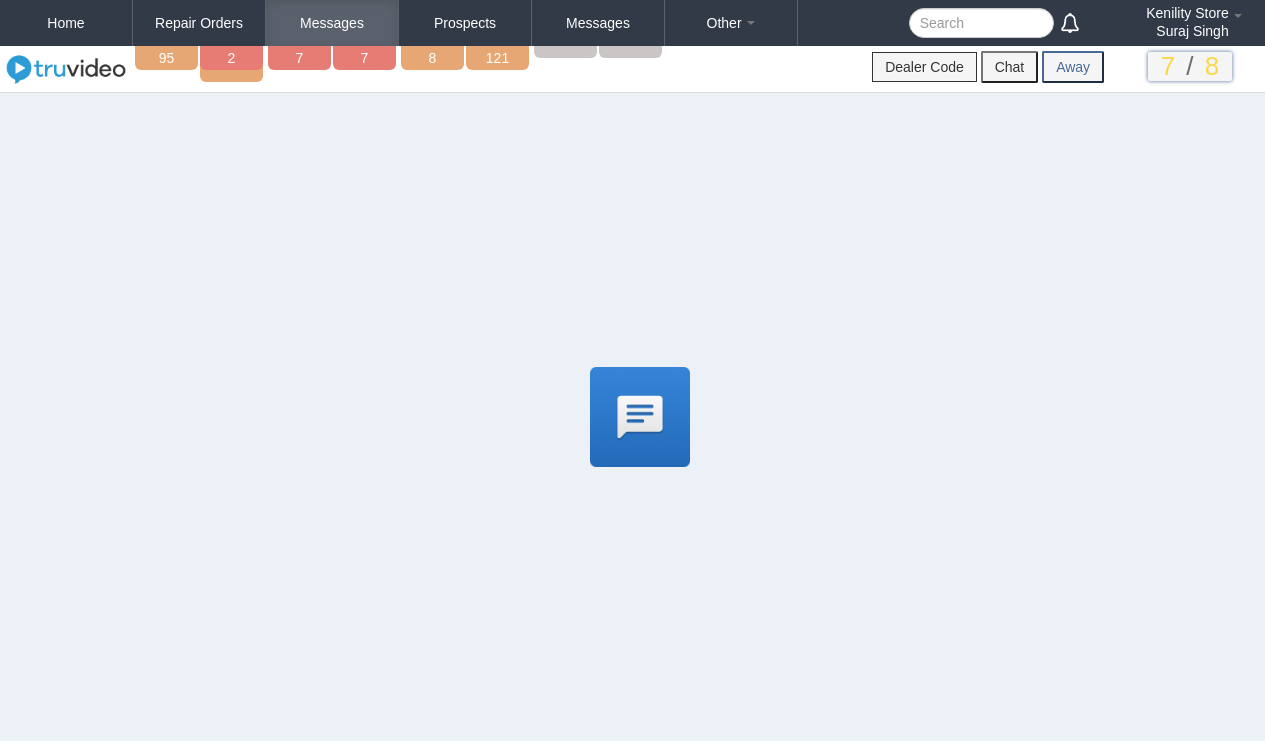 Home Repair Orders Messages Prospects Messages Other Search Kenility Store
Suraj Singh
truvideo 95 2 7 7 8 121 Dealer Code Chat Away 7 / 8